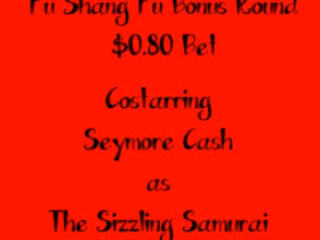 Fu Shang Fu Bonus Round
$0.80 Bet
Costarring
Seymore Cash
as
The Sizzling Samurai